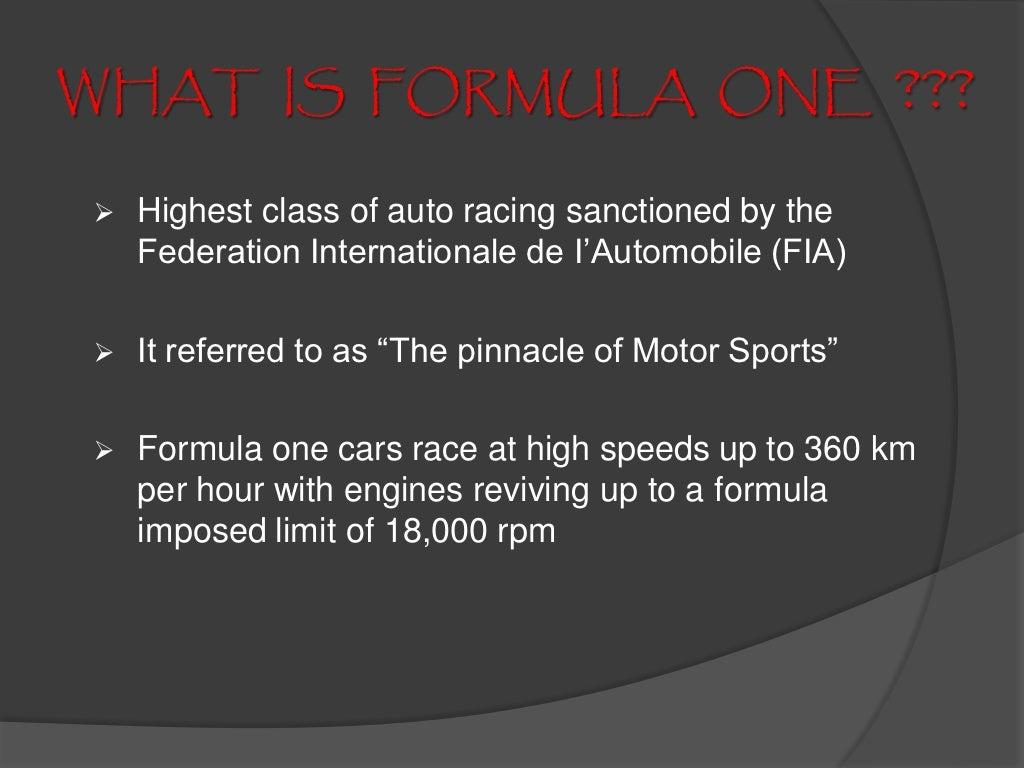 WHAT IS FORMULA ONE ???
➢ Highest class of auto racing sanctioned by the
Federation Internationale de l’Automobile (FIA)
➢ It referred to as “The pinnacle of Motor Sports”
➢ Formula one cars race at high speeds up to 360 km
per hour with engines reviving up to a formula
imposed limit of 18,000 rpm